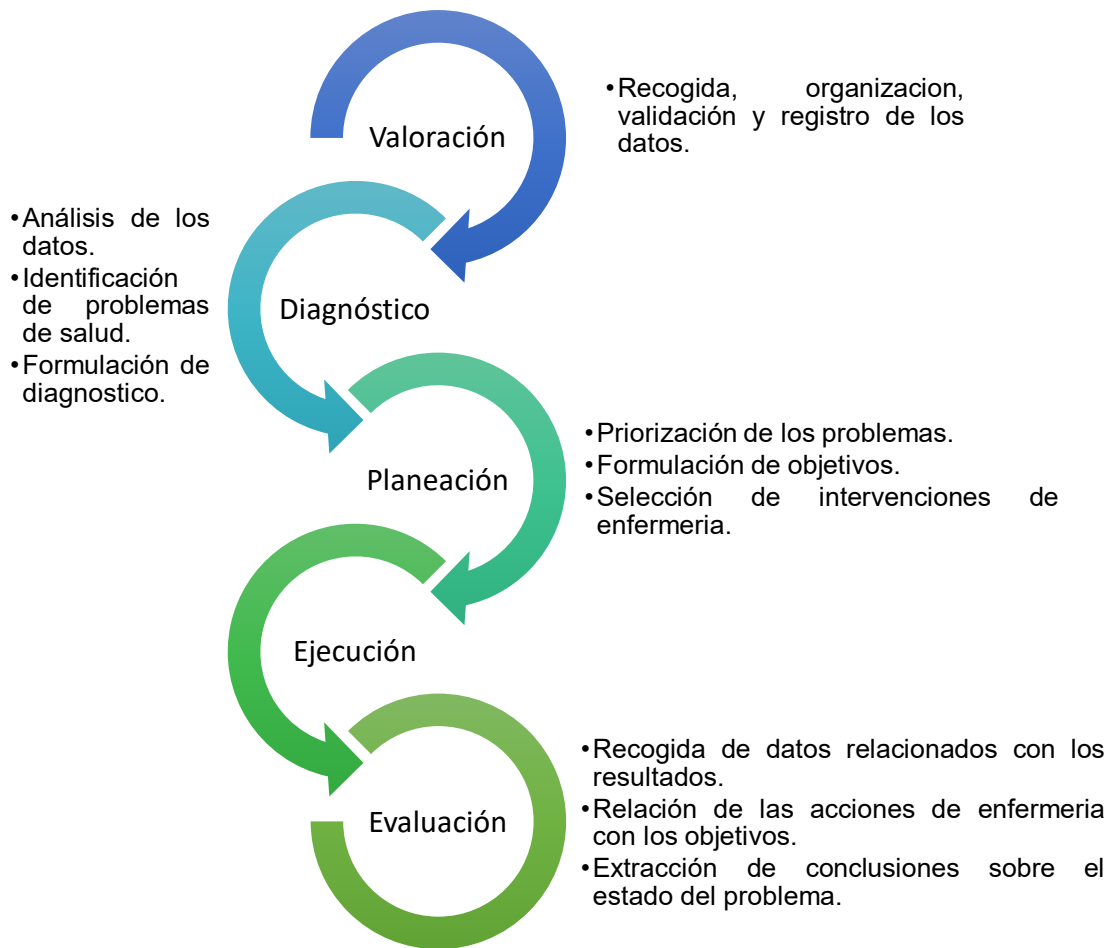 Valoración
•Recogida, organizacion,
validación y registro de los
datos.
Diagnóstico
•Análisis de los
datos.
•Identificación
de problemas
de salud.
•Formulación de
diagnostico.
Planeación
•Priorización de los problemas.
•Formulación de objetivos.
•Selección de intervenciones de
enfermeria.
Ejecución
Evaluación
•Recogida de datos relacionados con los
resultados.
•Relación de las acciones de enfermeria
con los objetivos.
•Extracción de conclusiones sobre el
estado del problema.